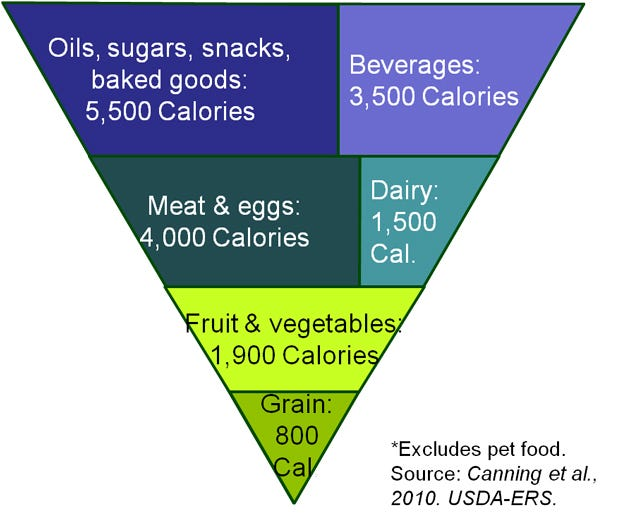 Oils, sugars, snacks,
baked goods:
5,500 Calories
Beverages:
3,500 Calories
Meat & eggs:
4,000 Calories
Dairy:
1,500
Cal.
Fruit & vegetables:
1,900 Calories
Grain:
800
Cal
*Excludes pet food.
Source: Canning et al.,
2010. USDA-ERS.